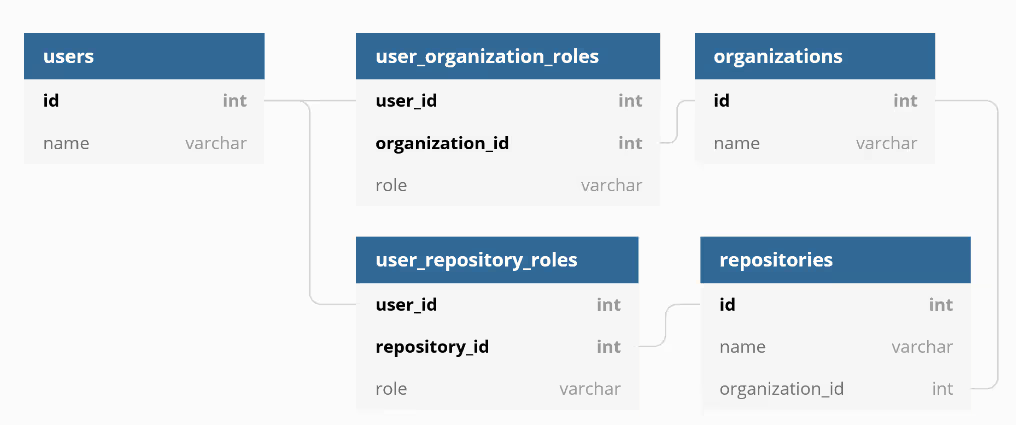 users
id int
name varchar
user_organization_roles
user_id int
organization_id int
role varchar
organizations
id int
name varchar
user_repository_roles
user_id int
repository_id int
role varchar
repositories
id int
name varchar
organization_id int